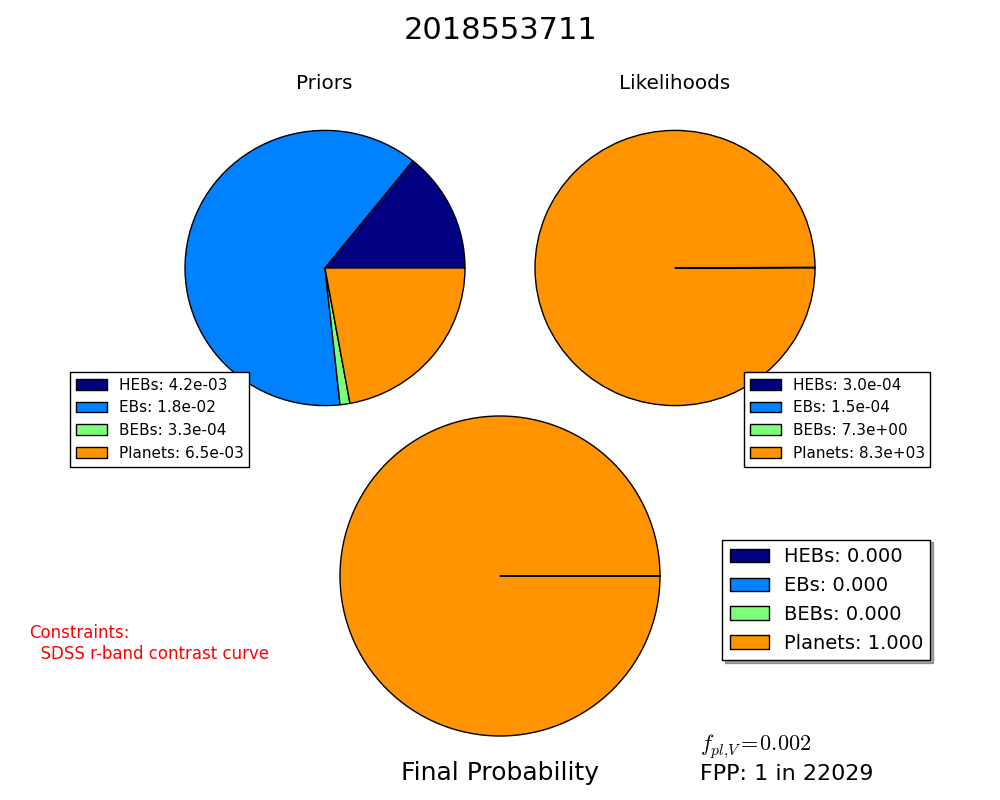 2018553711
Priors
Likelihoods
HEBs: 4.2e-03
EBs: 1.8e-02
BEBs: 3.3e-04
Planets: 6.5e-03
HEBs: 3.0e-04
EBs: 1.5e-04
BEBs: 7.3e+00
Planets: 8.3e+03
HEBs: 0.000
EBs: 0.000
BEBs: 0.000
Planets: 1.000
Constraints:
SDSS r-band contrast curve
f_{pl,V}=0.002
Final Probability
FPP: 1 in 22029